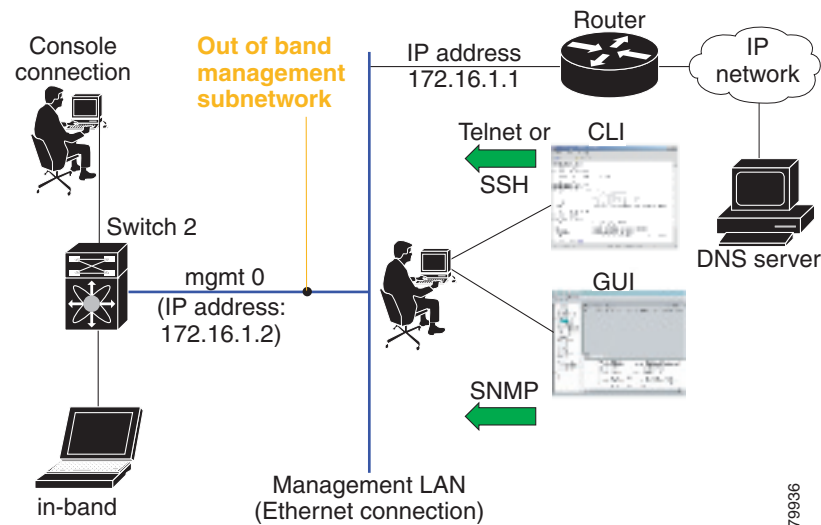 Console
connection
Out of band
management
subnetwork
IP address
172.16.1.1
Router
IP
network
Telnet or
SSH
CLI
Switch 2
mgmt 0
(IP address:
172.16.1.2)
DNS server
GUI
SNMP
in-band
Management LAN
(Ethernet connection)
79936